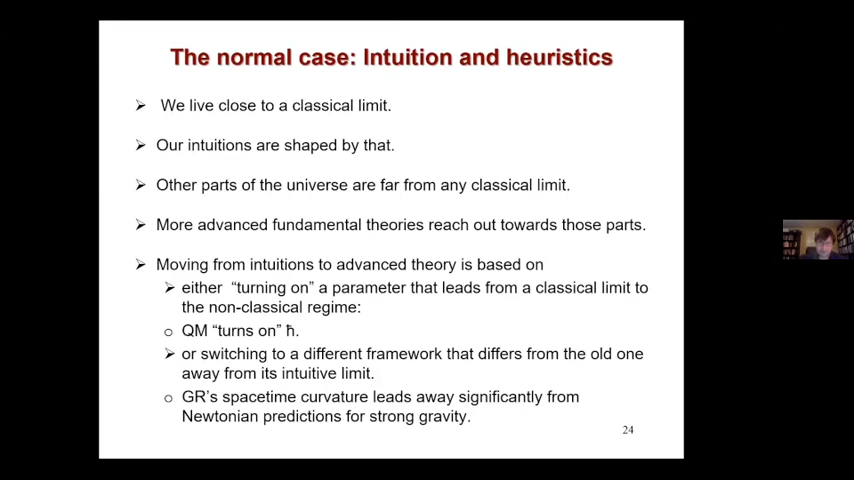 The normal case: Intuition and heuristics
➢ We live close to a classical limit.
➢ Our intuitions are shaped by that.
➢ Other parts of the universe are far from any classical limit.
➢ More advanced fundamental theories reach out towards those parts.
➢ Moving from intuitions to advanced theory is based on
➢ either “turning on” a parameter that leads from a classical limit to
the non-classical regime:
o QM “turns on” ħ.
➢ or switching to a different framework that differs from the old one
away from its intuitive limit.
o GR’s spacetime curvature leads away significantly from
Newtonian predictions for strong gravity.
24